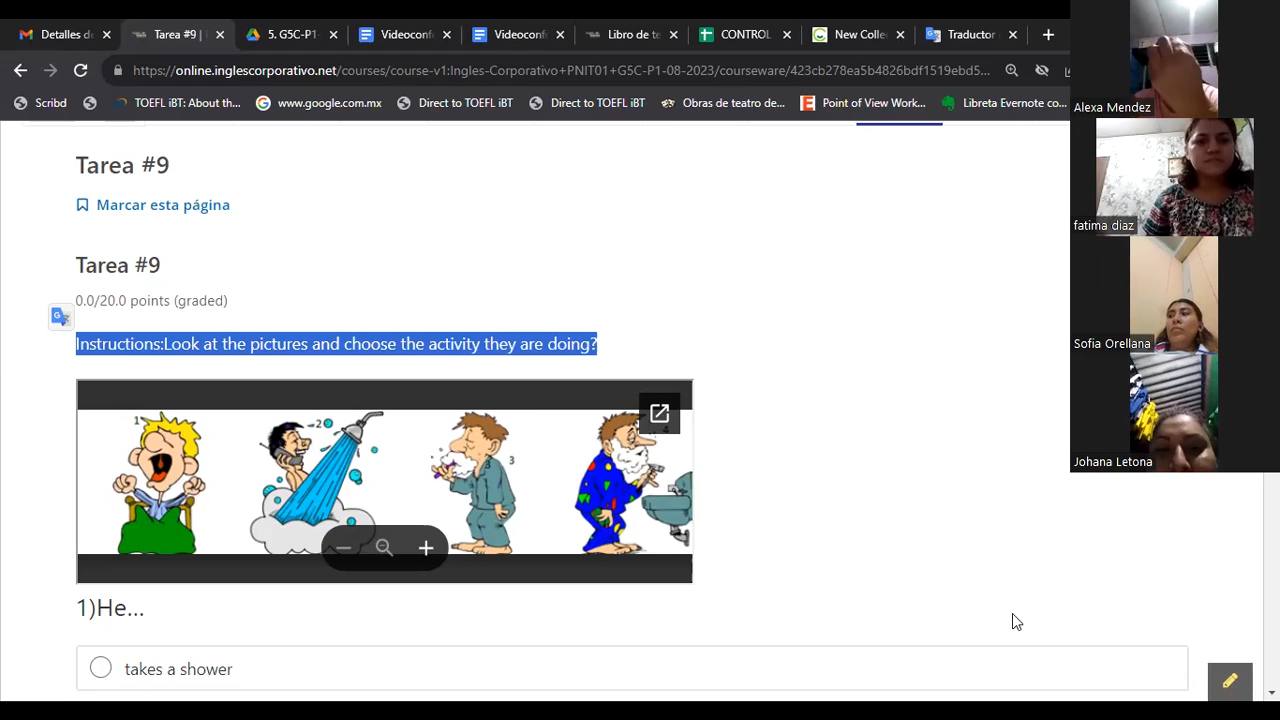 Detalles de
Tarea #9 |
5. G5C-P1-
Videoconf
Videoconf
Libro de te
CONTROL
New Colle
Traductor
https://online.inglescorporativo.net/courses/course-v1:Ingles-Corporativo+PNIT01+G5C-P1-08-2023/courseware/423cb278ea5b4826bdf1519ebd5...
Scribd
TOEFL iBT: About th...
www.google.com.mx
Direct to TOEFL iBT
Direct to TOEFL iBT
Obras de teatro de...
Point of View Work...
Libreta Evernote co...
Alexa Mendez
fatima diaz
Sofia Orellana
Johana Letona
Tarea #9
Marcar esta página
Tarea #9
0.0/20.0 points (graded)
Instructions:Look at the pictures and choose the activity they are doing?
1
2
3
4
1)He...
takes a shower